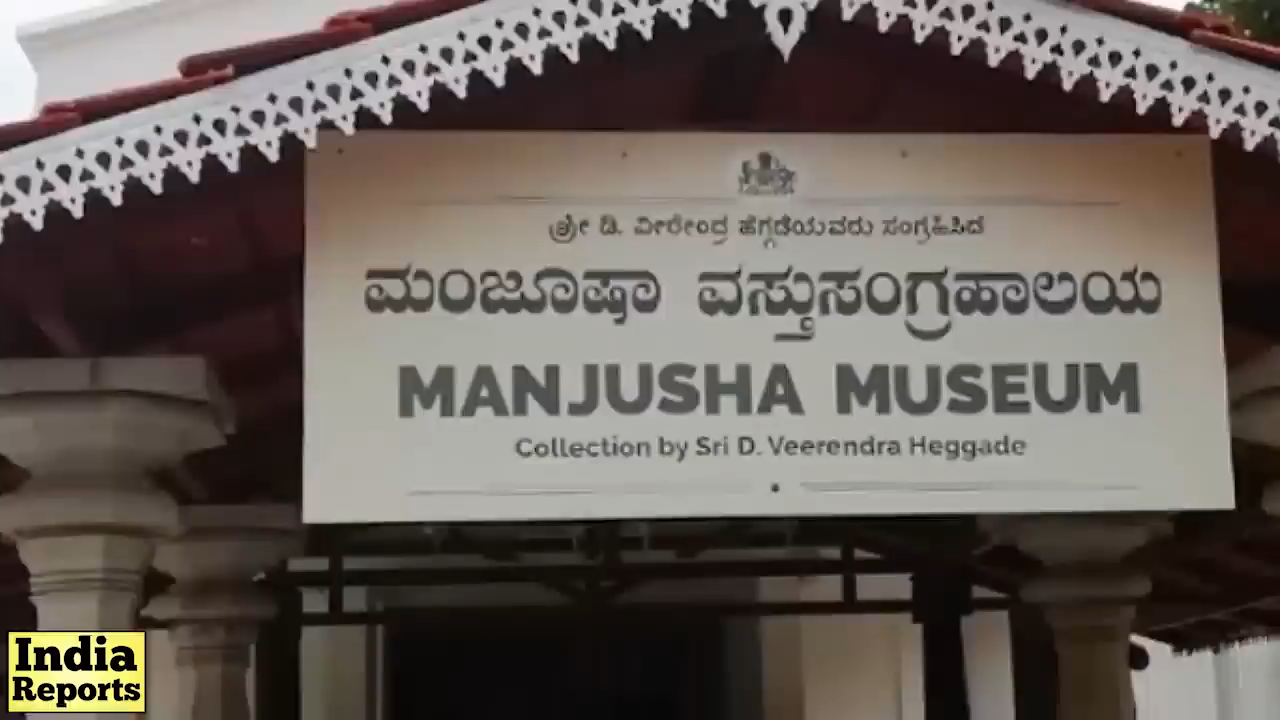 ಶ್ರೀ ಡಿ. ವೀರೇಂದ್ರ ಹೆಗ್ಗಡೆಯವರು ಸಂಗ್ರಹಿಸಿದ
ಮಂಜೂಷಾ ವಸ್ತುಸಂಗ್ರಹಾಲಯ
MANJUSHA MUSEUM
Collection by Sri D. Veerendra Heggade
India
Reports